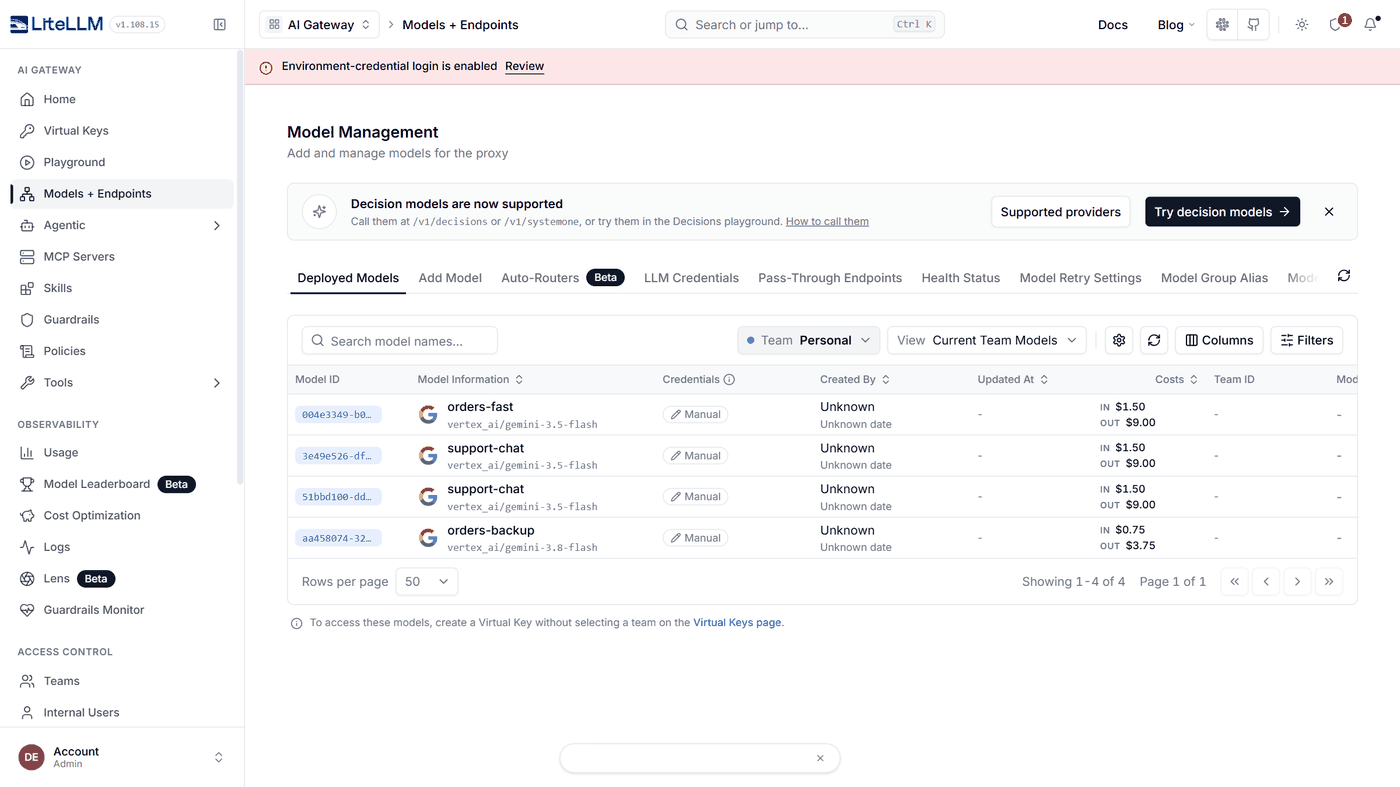 LiteLLM v1.108.15
AI Gateway > Models + Endpoints
Search or jump to... Ctrl K
Docs Blog 1
Environment-credential login is enabled Review
AI GATEWAY
Home
Virtual Keys
Playground
Models + Endpoints
Agentic
MCP Servers
Skills
Guardrails
Policies
Tools
OBSERVABILITY
Usage
Model Leaderboard Beta
Cost Optimization
Logs
Lens Beta
Guardrails Monitor
ACCESS CONTROL
Teams
Internal Users
DE Account
Admin
Model Management
Add and manage models for the proxy
Decision models are now supported
Call them at /v1/decisions or /v1/systemone, or try them in the Decisions playground. How to call them
Supported providers Try decision models →
Deployed Models Add Model Auto-Routers Beta LLM Credentials Pass-Through Endpoints Health Status Model Retry Settings Model Group Alias
Search model names... Team Personal View Current Team Models Columns Filters
Model ID Model Information Credentials Created By Updated At Costs Team ID Mod
004e3349-b0… orders-fast Manual Unknown - IN $1.50 - -
vertex_ai/gemini-3.5-flash Unknown date OUT $9.00
3e49e526-df… support-chat Manual Unknown - IN $1.50 - -
vertex_ai/gemini-3.5-flash Unknown date OUT $9.00
51bbd100-dd… support-chat Manual Unknown - IN $1.50 - -
vertex_ai/gemini-3.5-flash Unknown date OUT $9.00
aa458074-32… orders-backup Manual Unknown - IN $0.75 - -
vertex_ai/gemini-3.8-flash Unknown date OUT $3.75
Rows per page 50 Showing 1-4 of 4 Page 1 of 1
To access these models, create a Virtual Key without selecting a team on the Virtual Keys page.